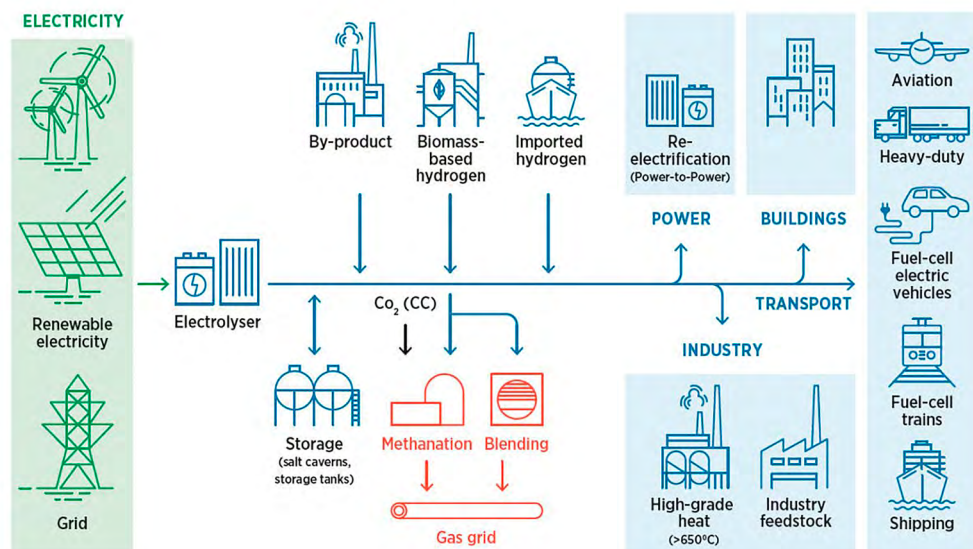 ELECTRICITY
Renewable
electricity
Grid
Electrolyser
By-product
Biomass-
based
hydrogen
Imported
hydrogen
Co₂ (CC)
Storage
(salt caverns,
storage tanks)
Methanation
Blending
Gas grid
Re-
electrification
(Power-to-Power)
POWER
BUILDINGS
TRANSPORT
INDUSTRY
High-grade
heat
(>650°C)
Industry
feedstock
Aviation
Heavy-duty
Fuel-cell
electric
vehicles
Fuel-cell
trains
Shipping